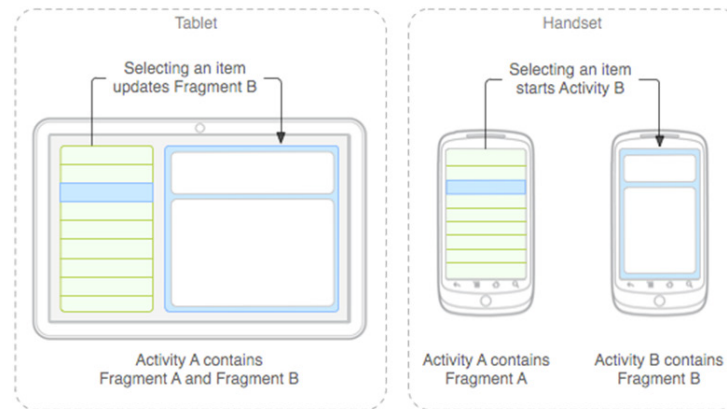 Tablet
Selecting an item
updates Fragment B
Activity A contains
Fragment A and Fragment B
Handset
Selecting an item
starts Activity B
Activity A contains
Fragment A
Activity B contains
Fragment B